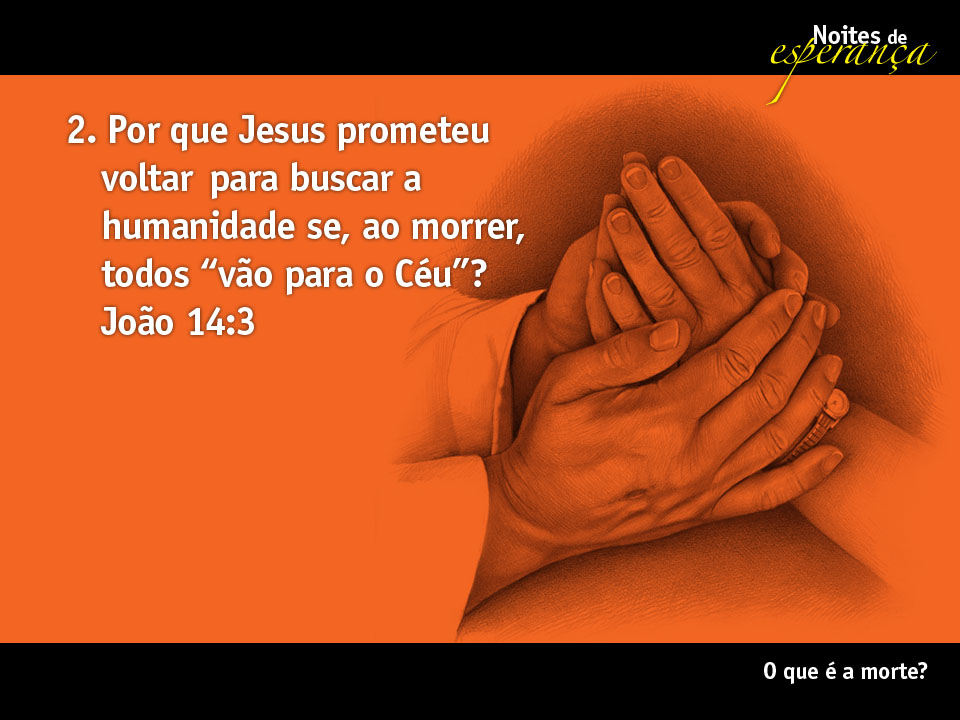 Noites de
esperança
2. Por que Jesus prometeu
voltar para buscar a
humanidade se, ao morrer,
todos “vão para o Céu”?
João 14:3
O que é a morte?